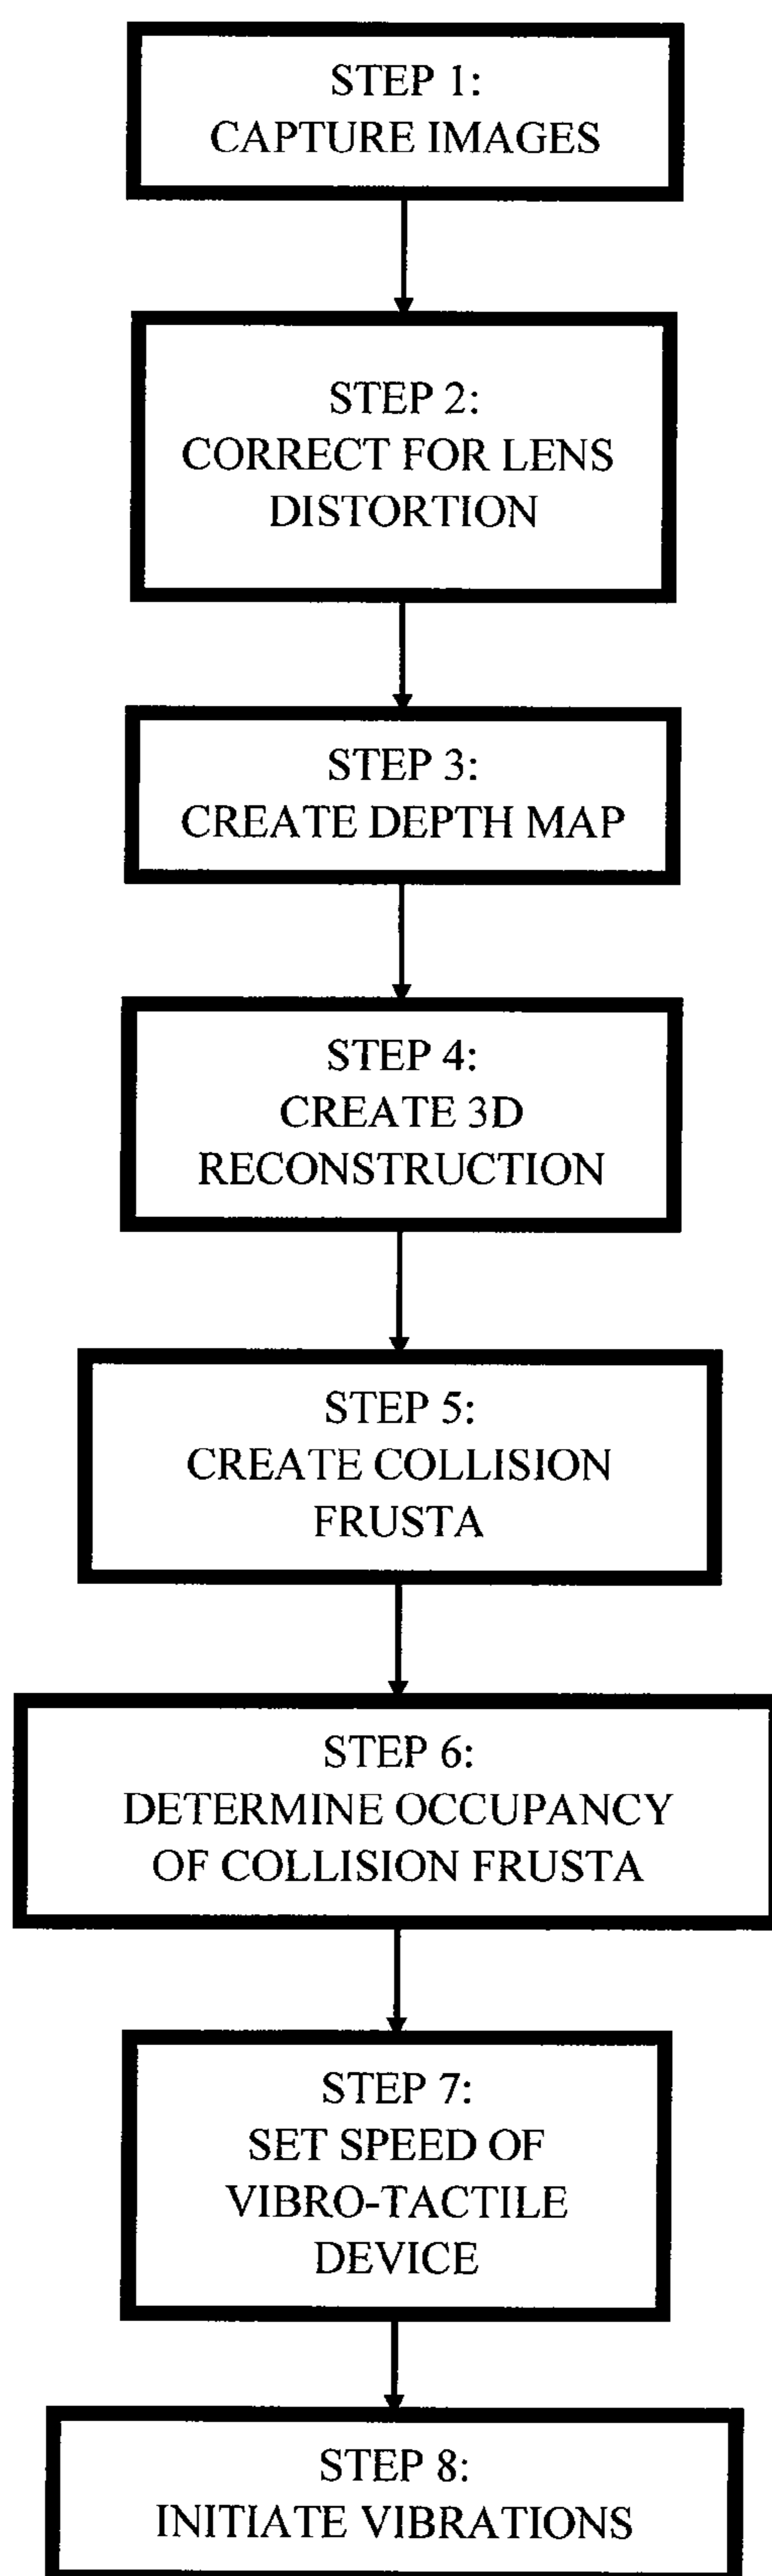 STEP 1:
CAPTURE IMAGES
STEP 2:
CORRECT FOR LENS
DISTORTION
STEP 3:
CREATE DEPTH MAP
STEP 4:
CREATE 3D
RECONSTRUCTION
STEP 5:
CREATE COLLISION
FRUSTA
STEP 6:
DETERMINE OCCUPANCY
OF COLLISION FRUSTA
STEP 7:
SET SPEED OF
VIBRO-TACTILE
DEVICE
STEP 8:
INITIATE VIBRATIONS